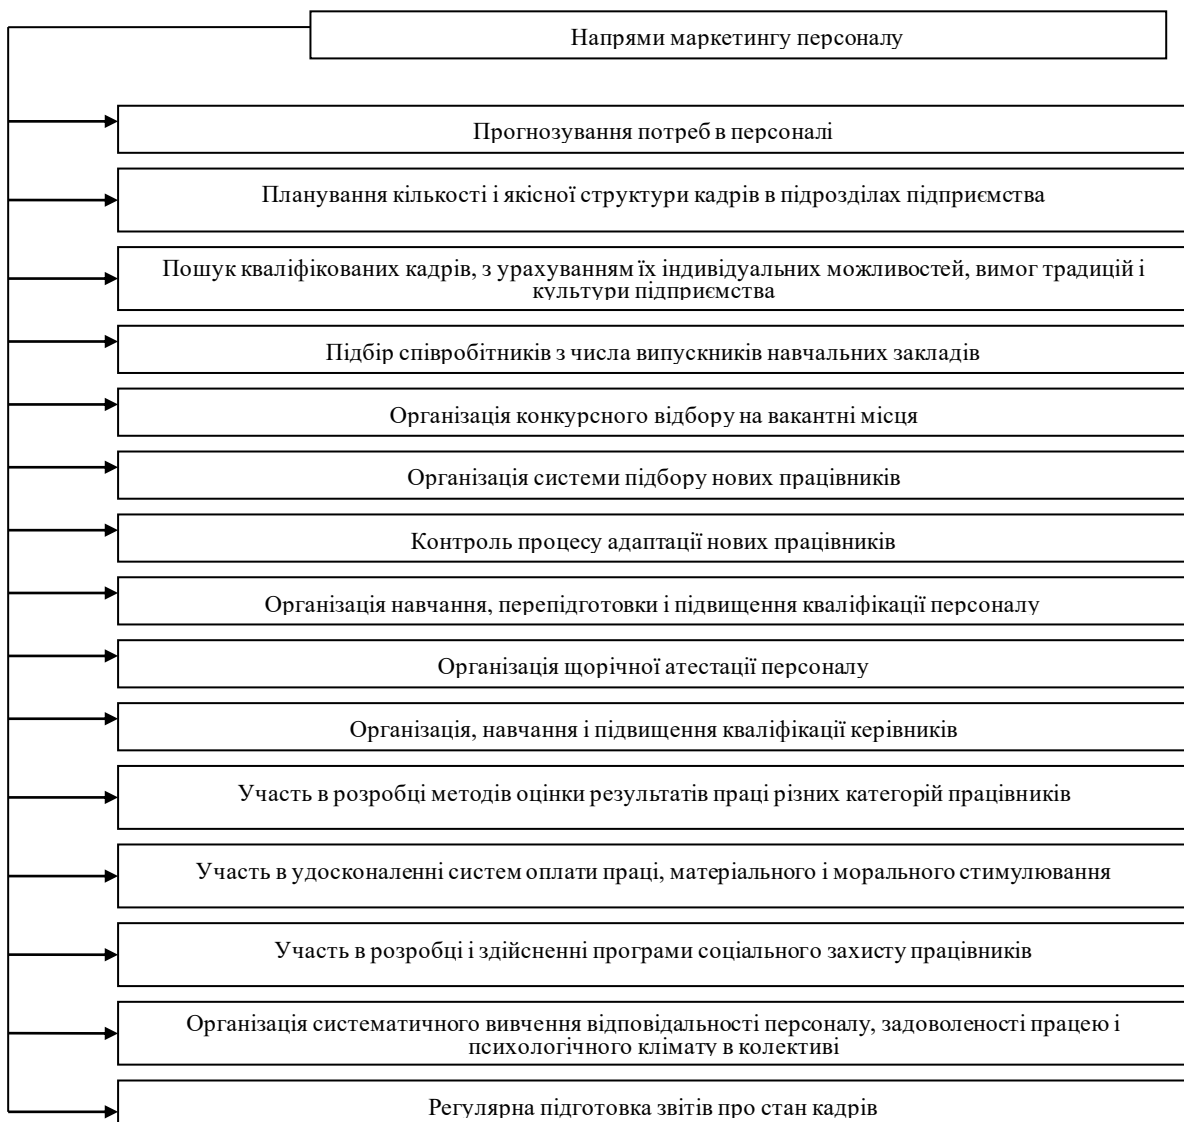 Напрями маркетингу персоналу
Прогнозування потреб в персоналі
Планування кількості і якісної структури кадрів в підрозділах підприємства
Пошук кваліфікованих кадрів, з урахуванням їх індивідуальних можливостей, вимог традицій і
культури підприємства
Підбір співробітників з числа випускників навчальних закладів
Організація конкурсного відбору на вакантні місця
Організація системи підбору нових працівників
Контроль процесу адаптації нових працівників
Організація навчання, перепідготовки і підвищення кваліфікації персоналу
Організація щорічної атестації персоналу
Організація, навчання і підвищення кваліфікації керівників
Участь в розробці методів оцінки результатів праці різних категорій працівників
Участь в удосконаленні систем оплати праці, матеріального і морального стимулювання
Участь в розробці і здійсненні програми соціального захисту працівників
Організація систематичного вивчення відповідальності персоналу, задоволеності працею і
психологічного клімату в колективі
Регулярна підготовка звітів про стан кадрів